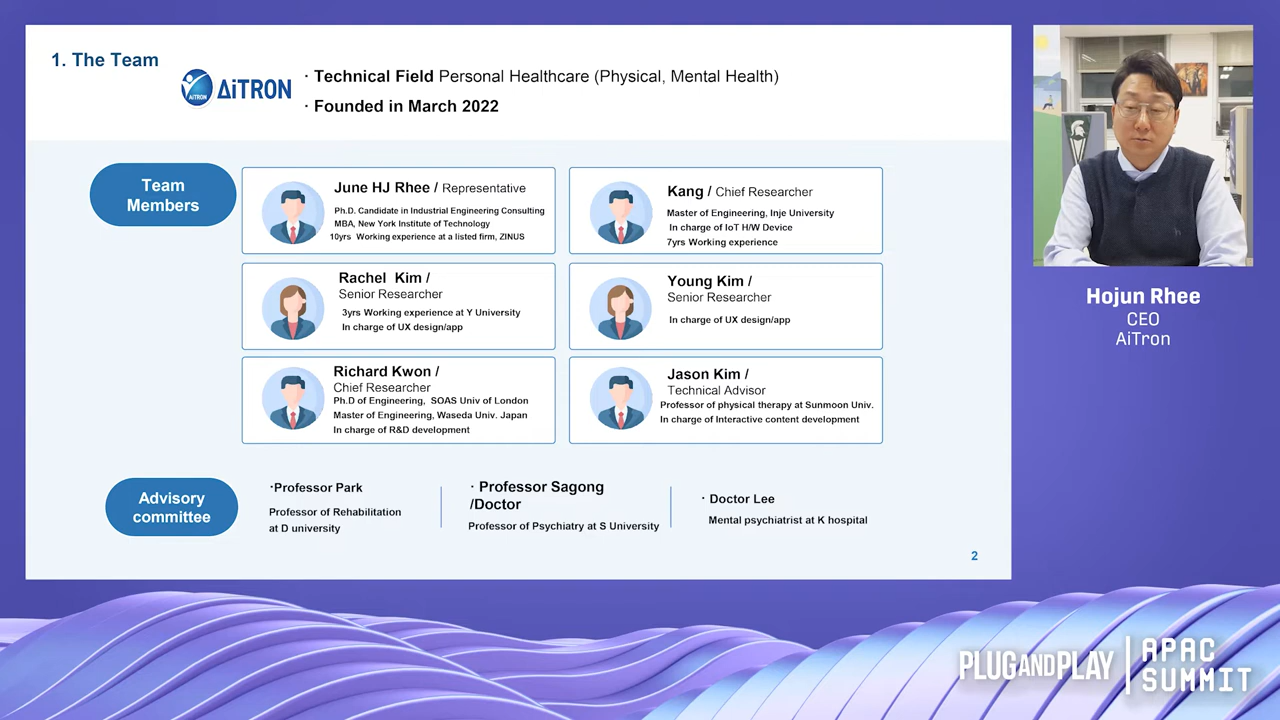 1. The Team
AiTRON
AiTRON
· Technical Field Personal Healthcare (Physical, Mental Health)
· Founded in March 2022
Team
Members
June HJ Rhee / Representative
Ph.D. Candidate in Industrial Engineering Consulting
MBA, New York Institute of Technology
10yrs Working experience at a listed firm, ZINUS
Kang / Chief Researcher
Master of Engineering, Inje University
In charge of IoT H/W Device
7yrs Working experience
Rachel Kim /
Senior Researcher
3yrs Working experience at Y University
In charge of UX design/app
Young Kim /
Senior Researcher
In charge of UX design/app
Richard Kwon /
Chief Researcher
Ph.D of Engineering, SOAS Univ of London
Master of Engineering, Waseda Univ. Japan
In charge of R&D development
Jason Kim /
Technical Advisor
Professor of physical therapy at Sunmoon Univ.
In charge of Interactive content development
Advisory
committee
·Professor Park
Professor of Rehabilitation
at D university
· Professor Sagong
/Doctor
Professor of Psychiatry at S University
· Doctor Lee
Mental psychiatrist at K hospital
2
Hojun Rhee
CEO
AiTron
PLUGANDPLAY
APAC
SUMMIT